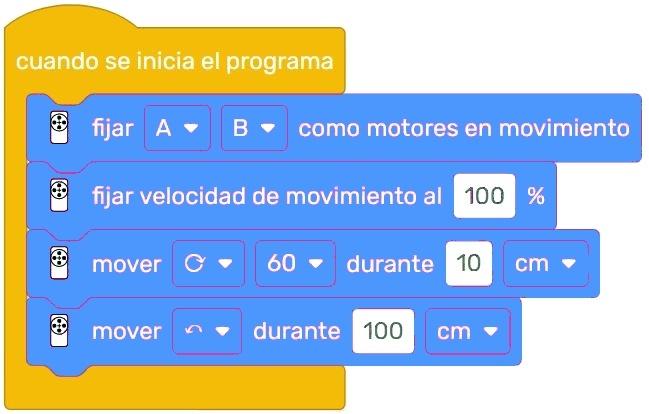 cuando se inicia el programa
fijar A B como motores en movimiento
fijar velocidad de movimiento al 100 %
mover 60 durante 10 cm
mover durante 100 cm